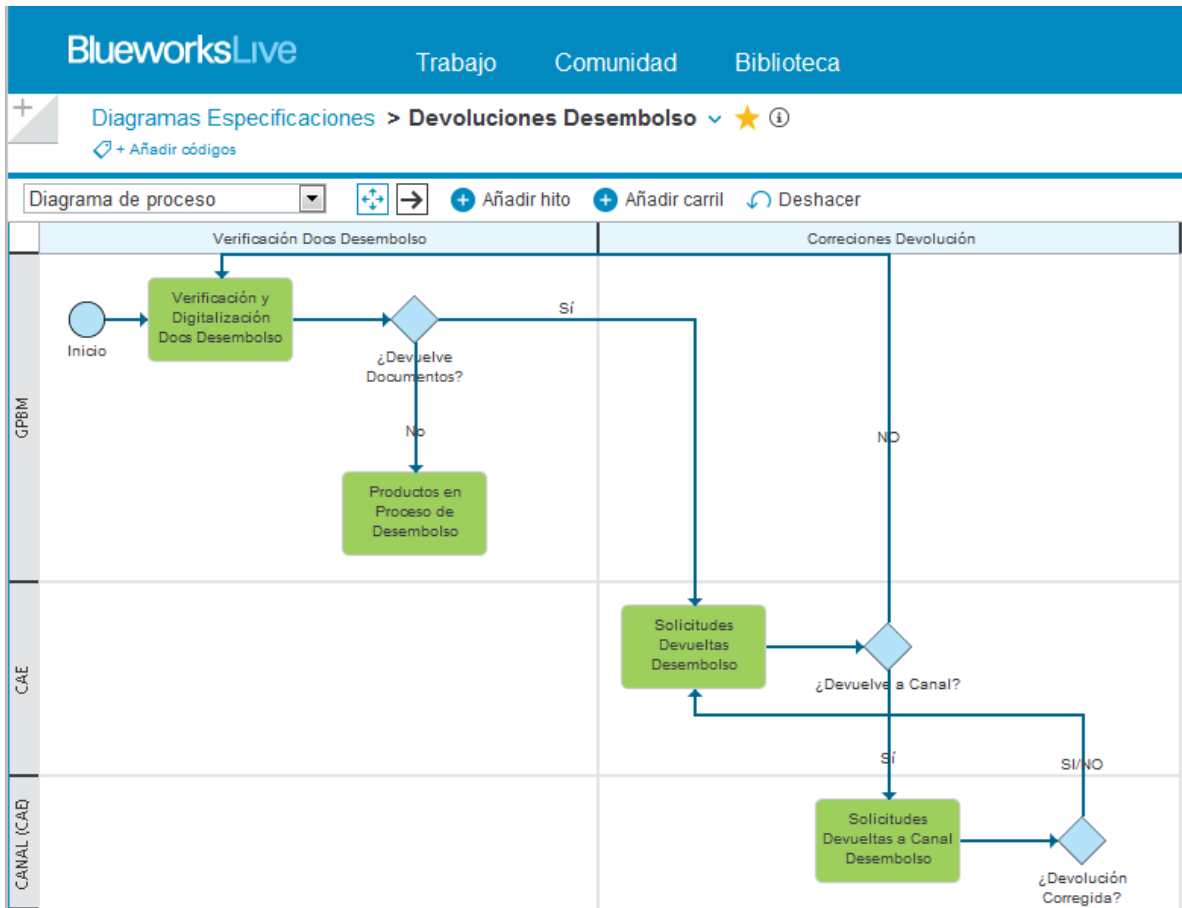 BlueworksLive
Trabajo
Comunidad
Biblioteca
Diagramas Especificaciones > Devoluciones Desembolso
+ Añadir códigos
Diagrama de proceso
Añadir hito
Añadir carril
Deshacer
Verificación Docs Desembolso
Correciones Devolución
GPBM
Inicio
Verificación y
Digitalización
Docs Desembolso
¿Devuelve
Documentos?
Sí
No
NO
Productos en
Proceso de
Desembolso
CAE
Solicitudes
Devueltas
Desembolso
¿Devuelve a Canal?
Sí
SI/NO
CANAL (CAE)
Solicitudes
Devueltas a Canal
Desembolso
¿Devolución
Corregida?